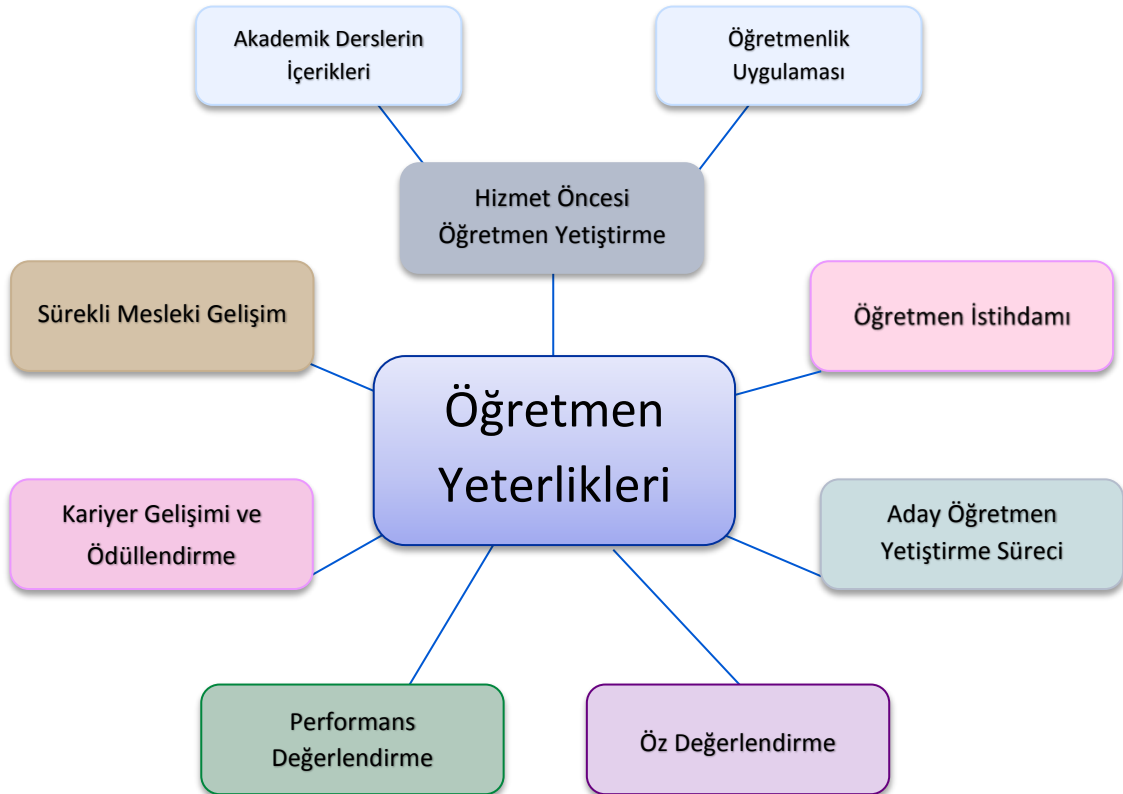 Akademik Derslerin
İçerikleri
Öğretmenlik
Uygulaması
Hizmet Öncesi
Öğretmen Yetiştirme
Sürekli Mesleki Gelişim
Öğretmen İstihdamı
Öğretmen
Yeterlikleri
Kariyer Gelişimi ve
Ödüllendirme
Aday Öğretmen
Yetiştirme Süreci
Performans
Değerlendirme
Öz Değerlendirme